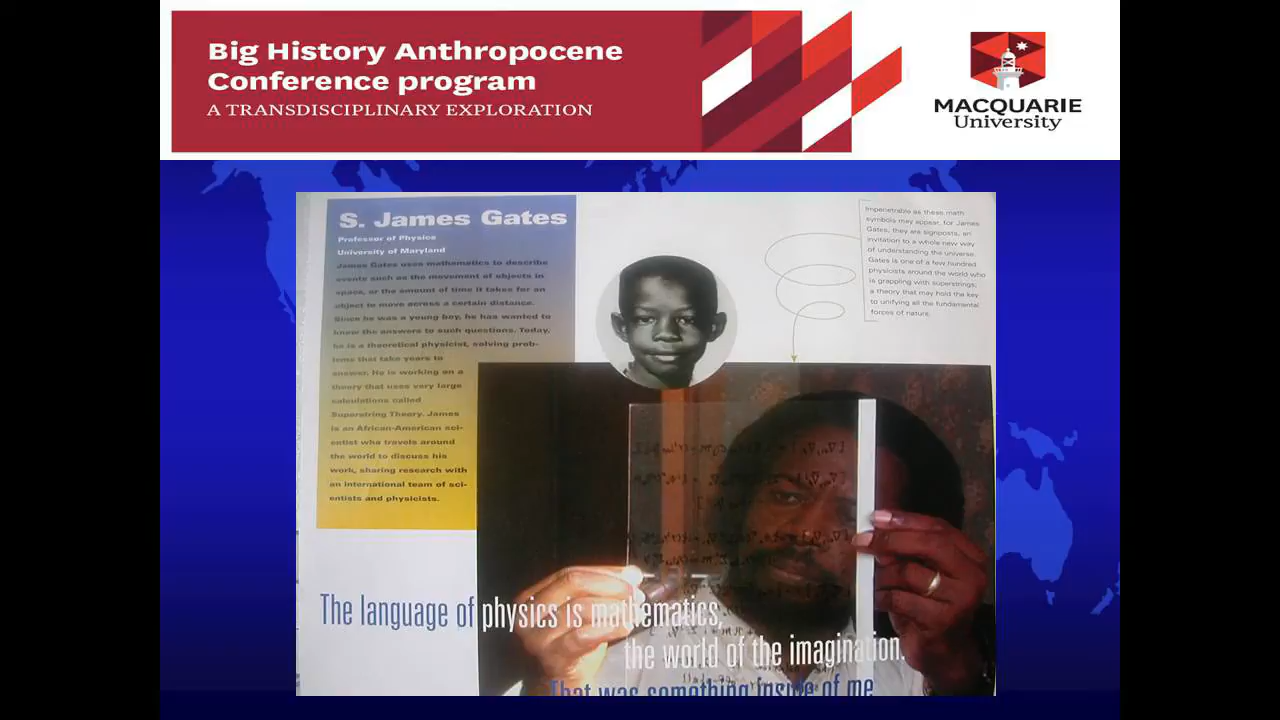 Big History Anthropocene
Conference program
A TRANSDISCIPLINARY EXPLORATION
MACQUARIE
University
S. James Gates
Professor of Physics
University of Maryland
James Gates uses mathematics to describe
events such as the movement of objects in
space, or the amount of time it takes for an
object to move across a certain distance.
Since he was a young boy, he has wanted to
know the answers to such questions. Today,
he is a theoretical physicist, solving prob-
lems that take years to
answer. He is working on a
theory that uses very large
calculations called
Superstring Theory. James
is an African-American sci-
entist who travels around
the world to discuss his
work, sharing research with
an international team of sci-
entists and physicists.
Impenetrable as these math
symbols may appear, for James
Gates, they are signposts, an
invitation to a whole new way
of understanding the universe.
Gates is one of a few hundred
physicists around the world who
is grappling with superstrings;
a theory that may hold the key
to unifying all the fundamental
forces of nature.
The language of physics is mathematics,
the world of the imagination.
That was something inside of me